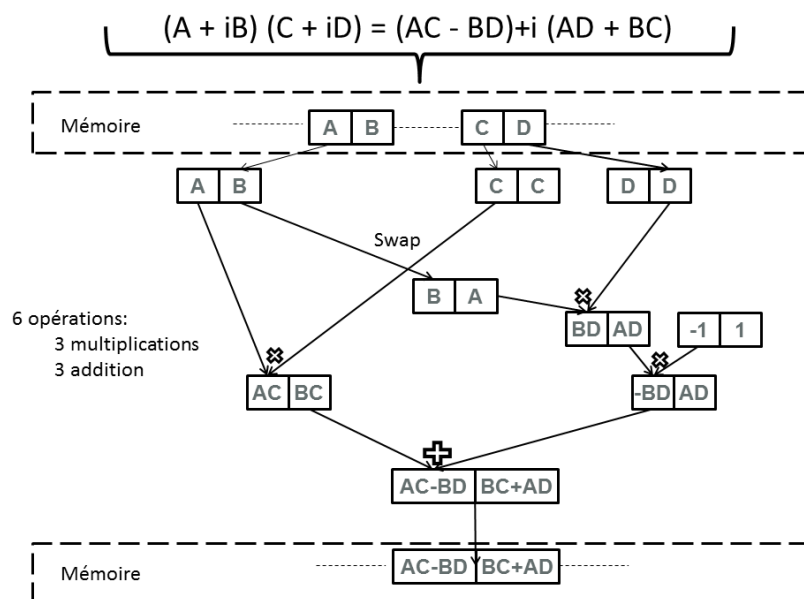 (A + iB) (C + iD) = (AC - BD)+i (AD + BC)
Mémoire
A B
C D
A B
C C
D D
Swap
B A
BD AD
-1 1
6 opérations:
3 multiplications
3 addition
AC BC
-BD AD
AC-BD BC+AD
AC-BD BC+AD
Mémoire